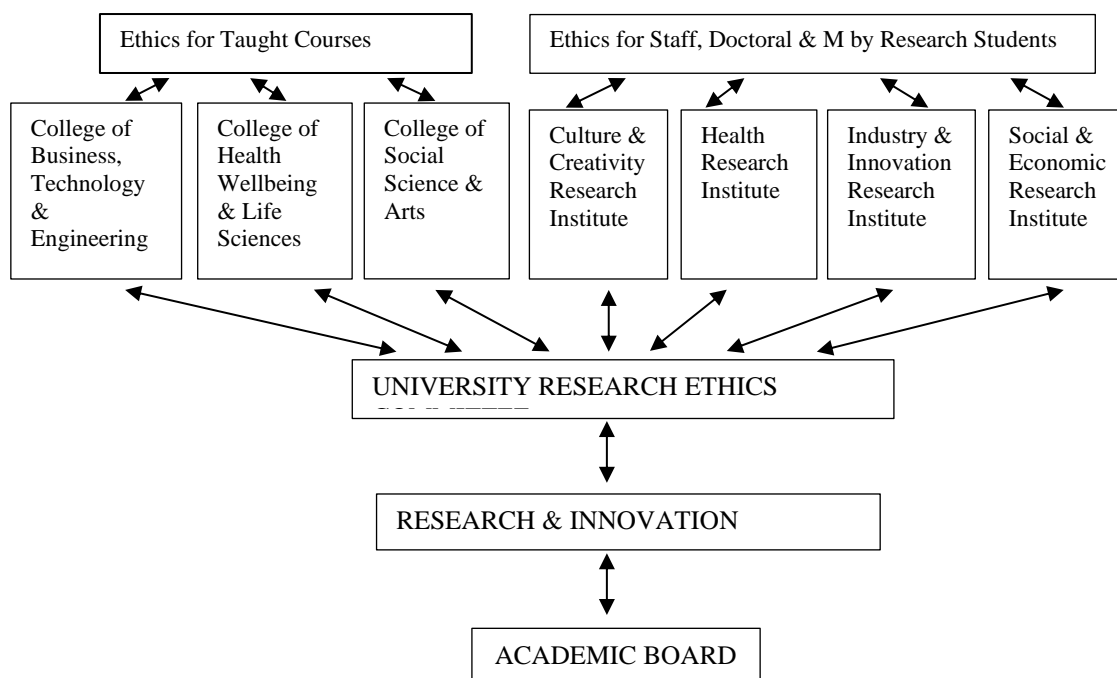 Ethics for Taught Courses
Ethics for Staff, Doctoral & M by Research Students
College of
Business,
Technology
&
Engineering
College of
Health
Wellbeing
& Life
Sciences
College of
Social
Science &
Arts
Culture &
Creativity
Research
Institute
Health
Research
Institute
Industry &
Innovation
Research
Institute
Social &
Economic
Research
Institute
UNIVERSITY RESEARCH ETHICS
RESEARCH & INNOVATION
ACADEMIC BOARD